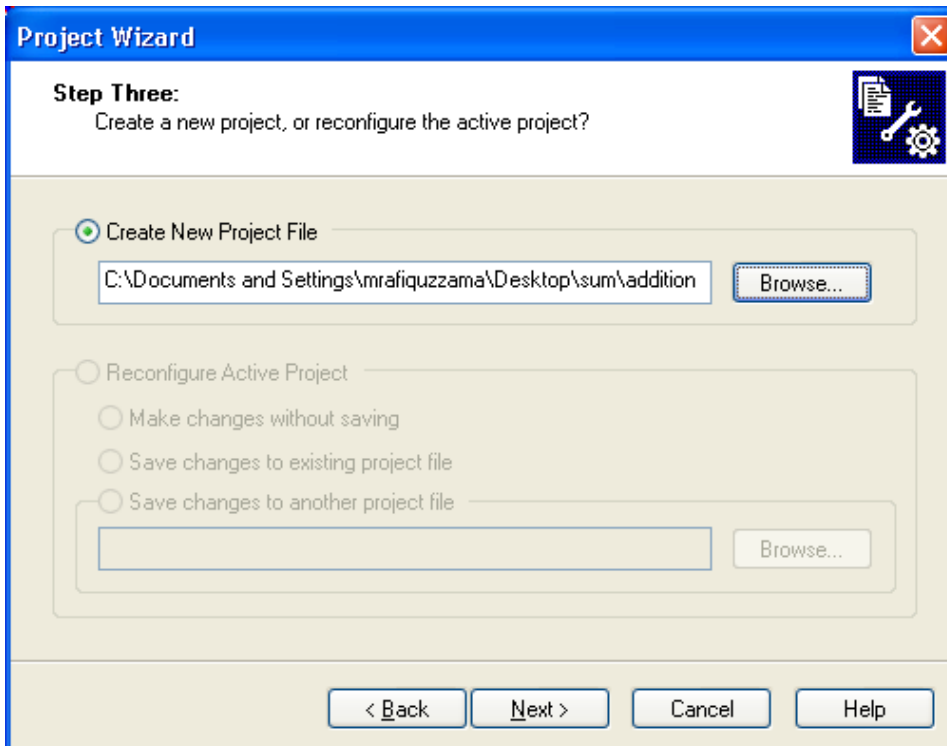 Project Wizard
Step Three:
Create a new project, or reconfigure the active project?
Create New Project File
C:\Documents and Settings\mrafiquzzama\Desktop\sum\addition
Browse...
Reconfigure Active Project
Make changes without saving
Save changes to existing project file
Save changes to another project file
Browse...
< Back
Next >
Cancel
Help